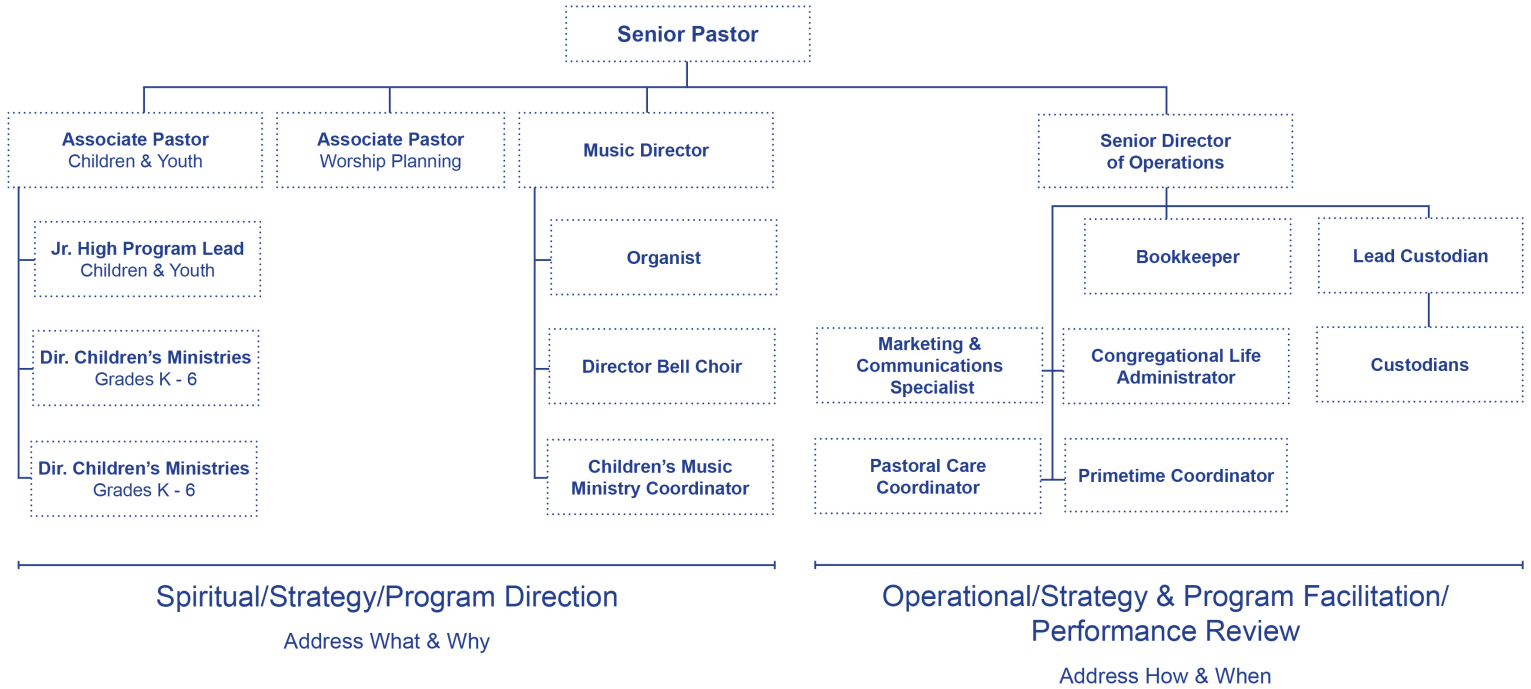 Senior Pastor
Associate Pastor
Children & Youth
Associate Pastor
Worship Planning
Music Director
Senior Director
of Operations
Jr. High Program Lead
Children & Youth
Organist
Bookkeeper
Lead Custodian
Dir. Children’s Ministries
Grades K - 6
Director Bell Choir
Marketing &
Communications
Specialist
Congregational Life
Administrator
Custodians
Dir. Children’s Ministries
Grades K - 6
Children’s Music
Ministry Coordinator
Pastoral Care
Coordinator
Primetime Coordinator
Spiritual/Strategy/Program Direction
Address What & Why
Operational/Strategy & Program Facilitation/
Performance Review
Address How & When